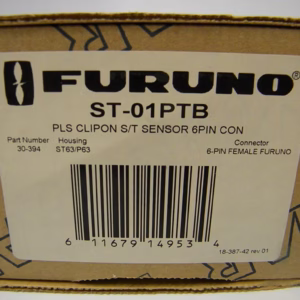 FURUNO
ST-01PTB
PLS CLIPON S/T SENSOR 6PIN CON
Part Number Housing Connector
30-394 ST63/P63 6-PIN FEMALE FURUNO
6 11679 14953 4
18-387-42 rev 01